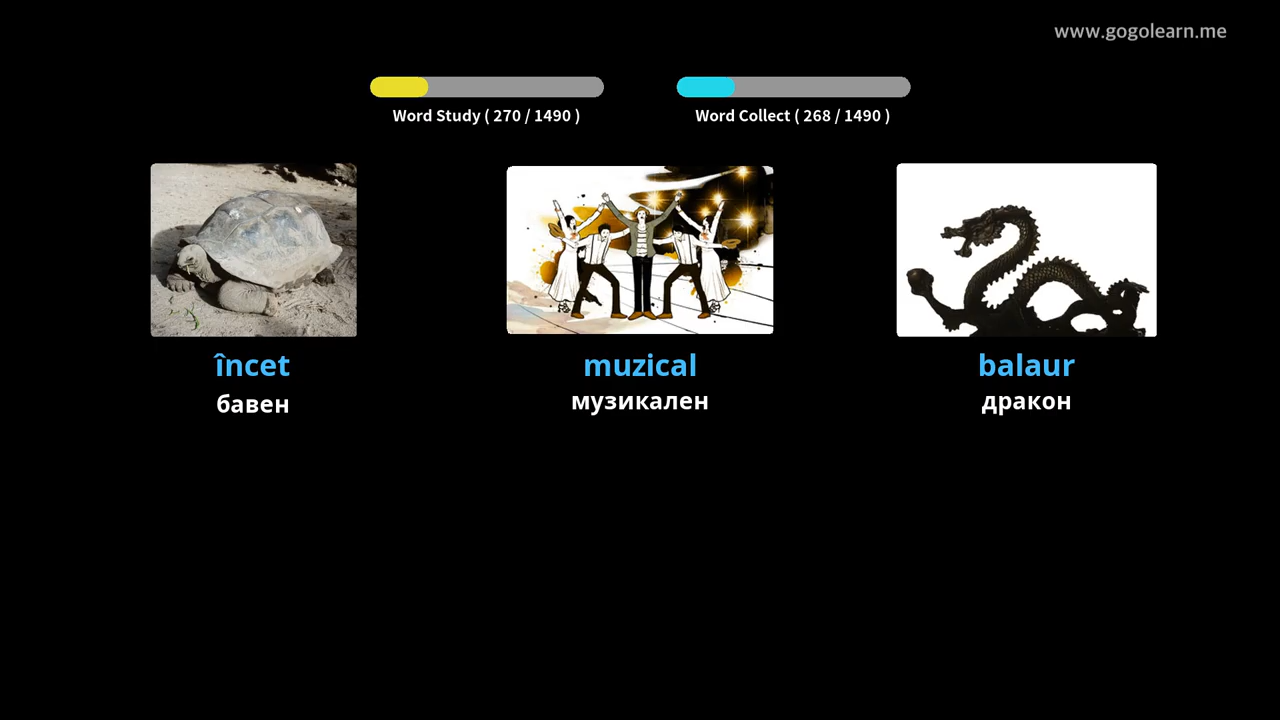 www.gogolearn.me
Word Study ( 270 / 1490 )
Word Collect ( 268 / 1490 )
încet
бавен
muzical
музикален
balaur
дракон